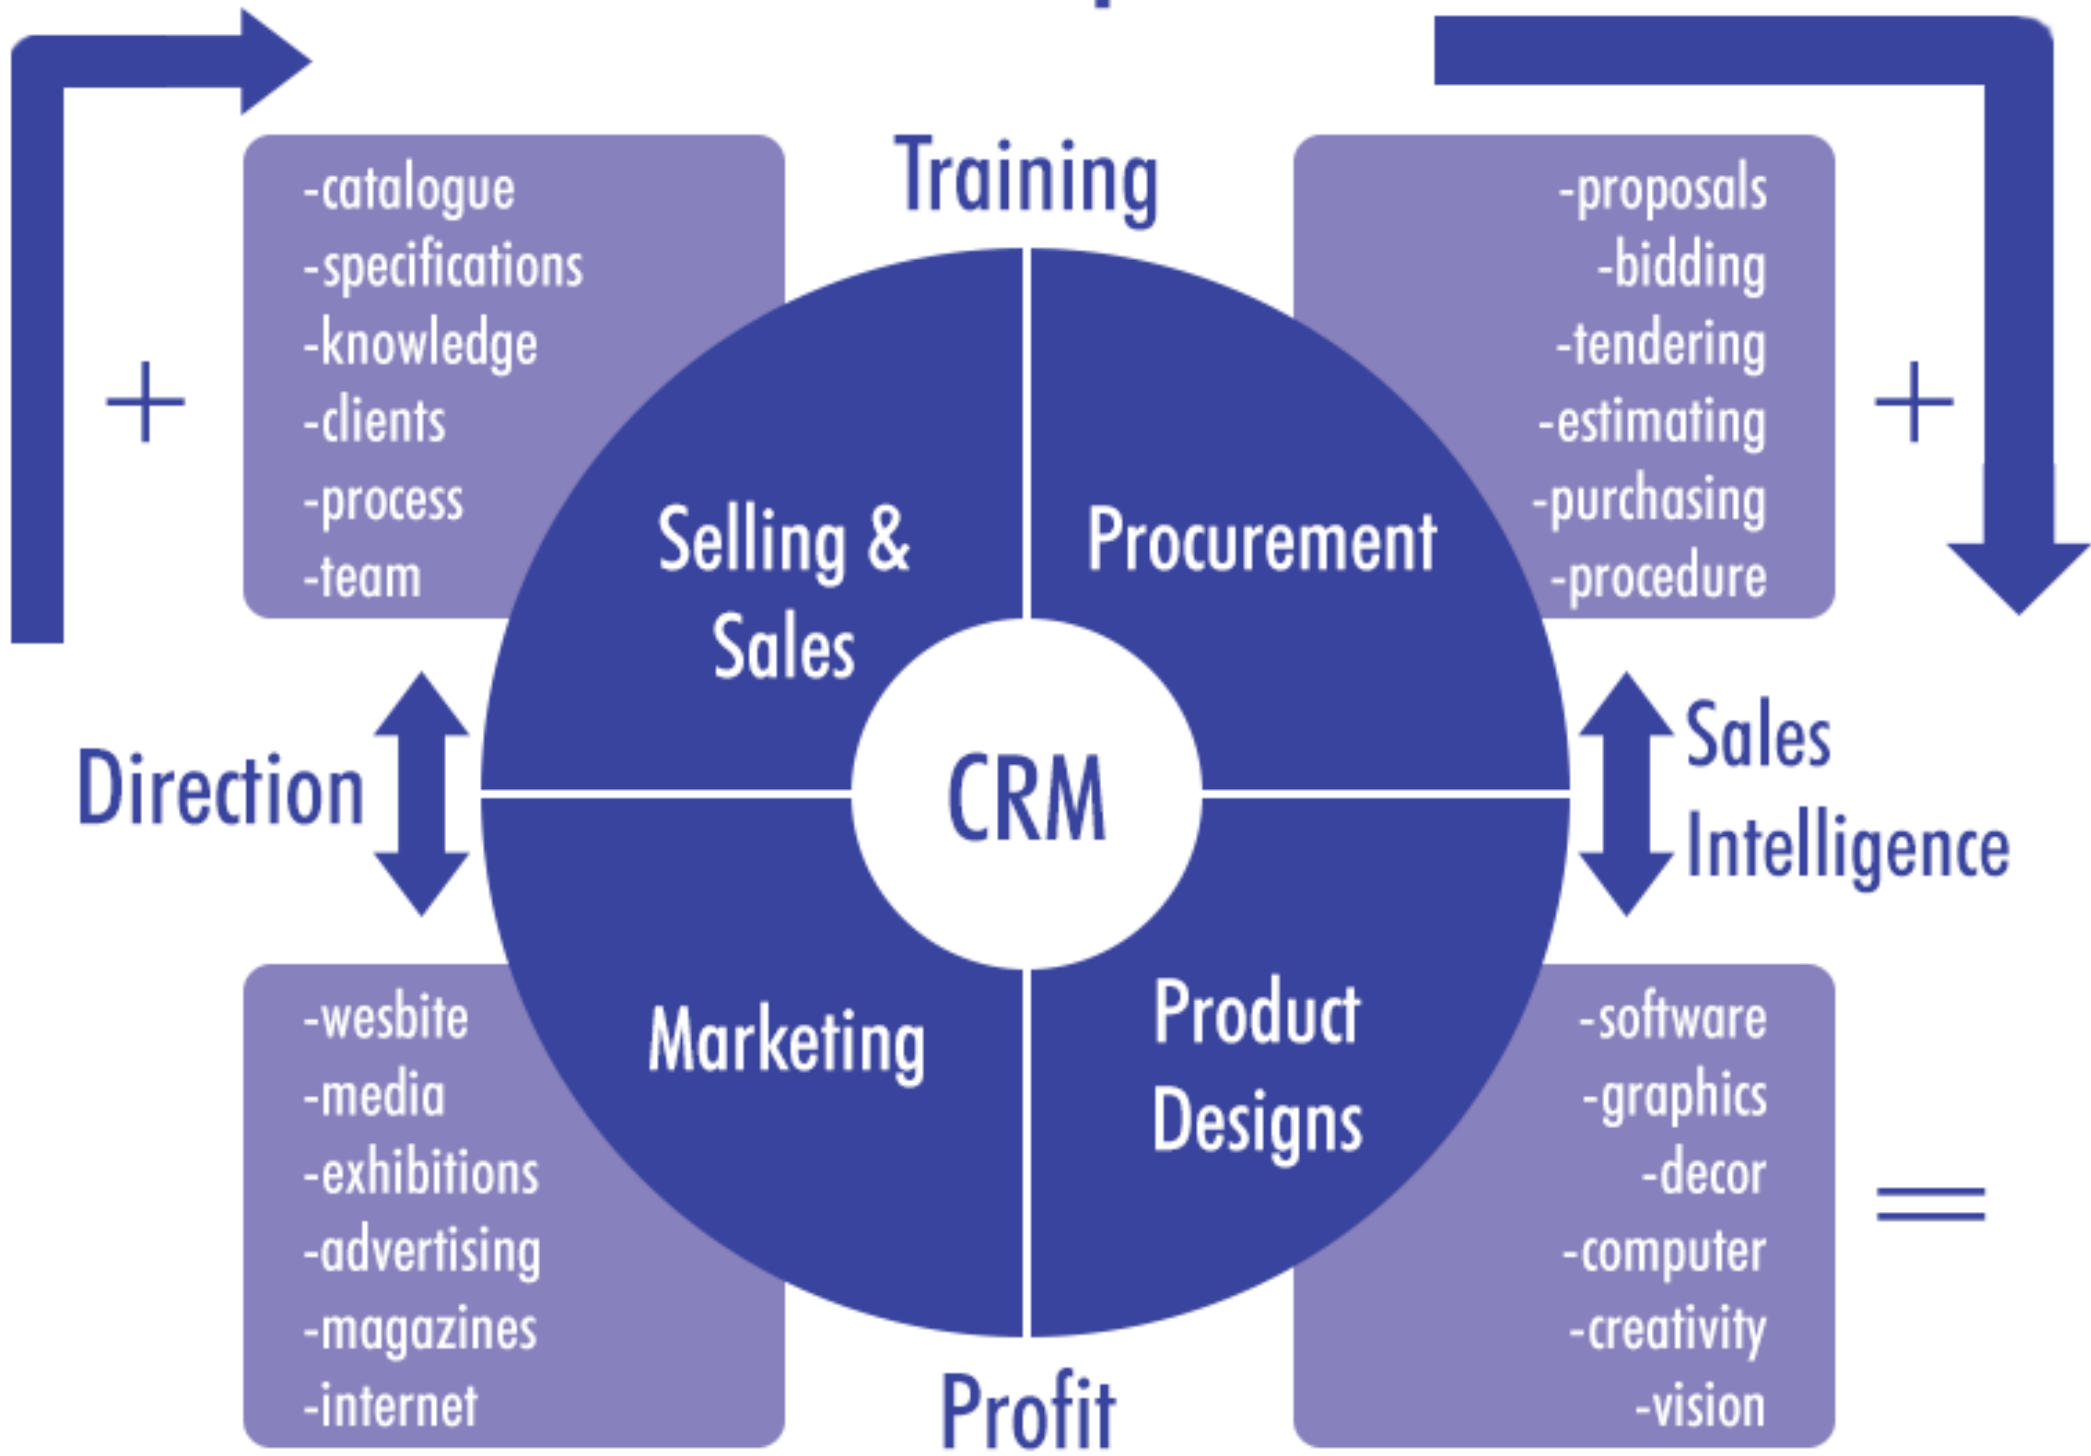 Training
-catalogue
-specifications
-knowledge
-clients
-process
-team
-proposals
-bidding
-tendering
-estimating
-purchasing
-procedure
+
+
Selling &
Sales
Procurement
Direction
CRM
Sales
Intelligence
Marketing
Product
Designs
-wesbite
-media
-exhibitions
-advertising
-magazines
-internet
-software
-graphics
-decor
-computer
-creativity
-vision
=
Profit